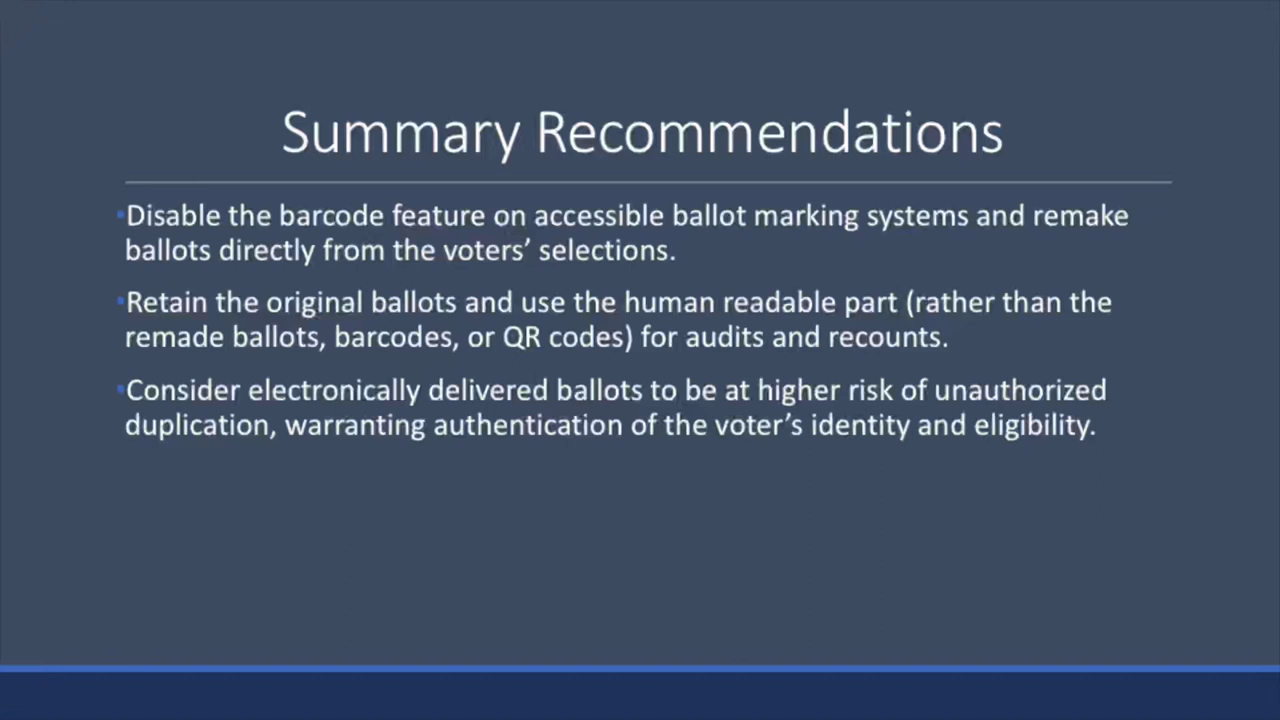 Summary Recommendations
•Disable the barcode feature on accessible ballot marking systems and remake
ballots directly from the voters’ selections.
•Retain the original ballots and use the human readable part (rather than the
remade ballots, barcodes, or QR codes) for audits and recounts.
•Consider electronically delivered ballots to be at higher risk of unauthorized
duplication, warranting authentication of the voter’s identity and eligibility.